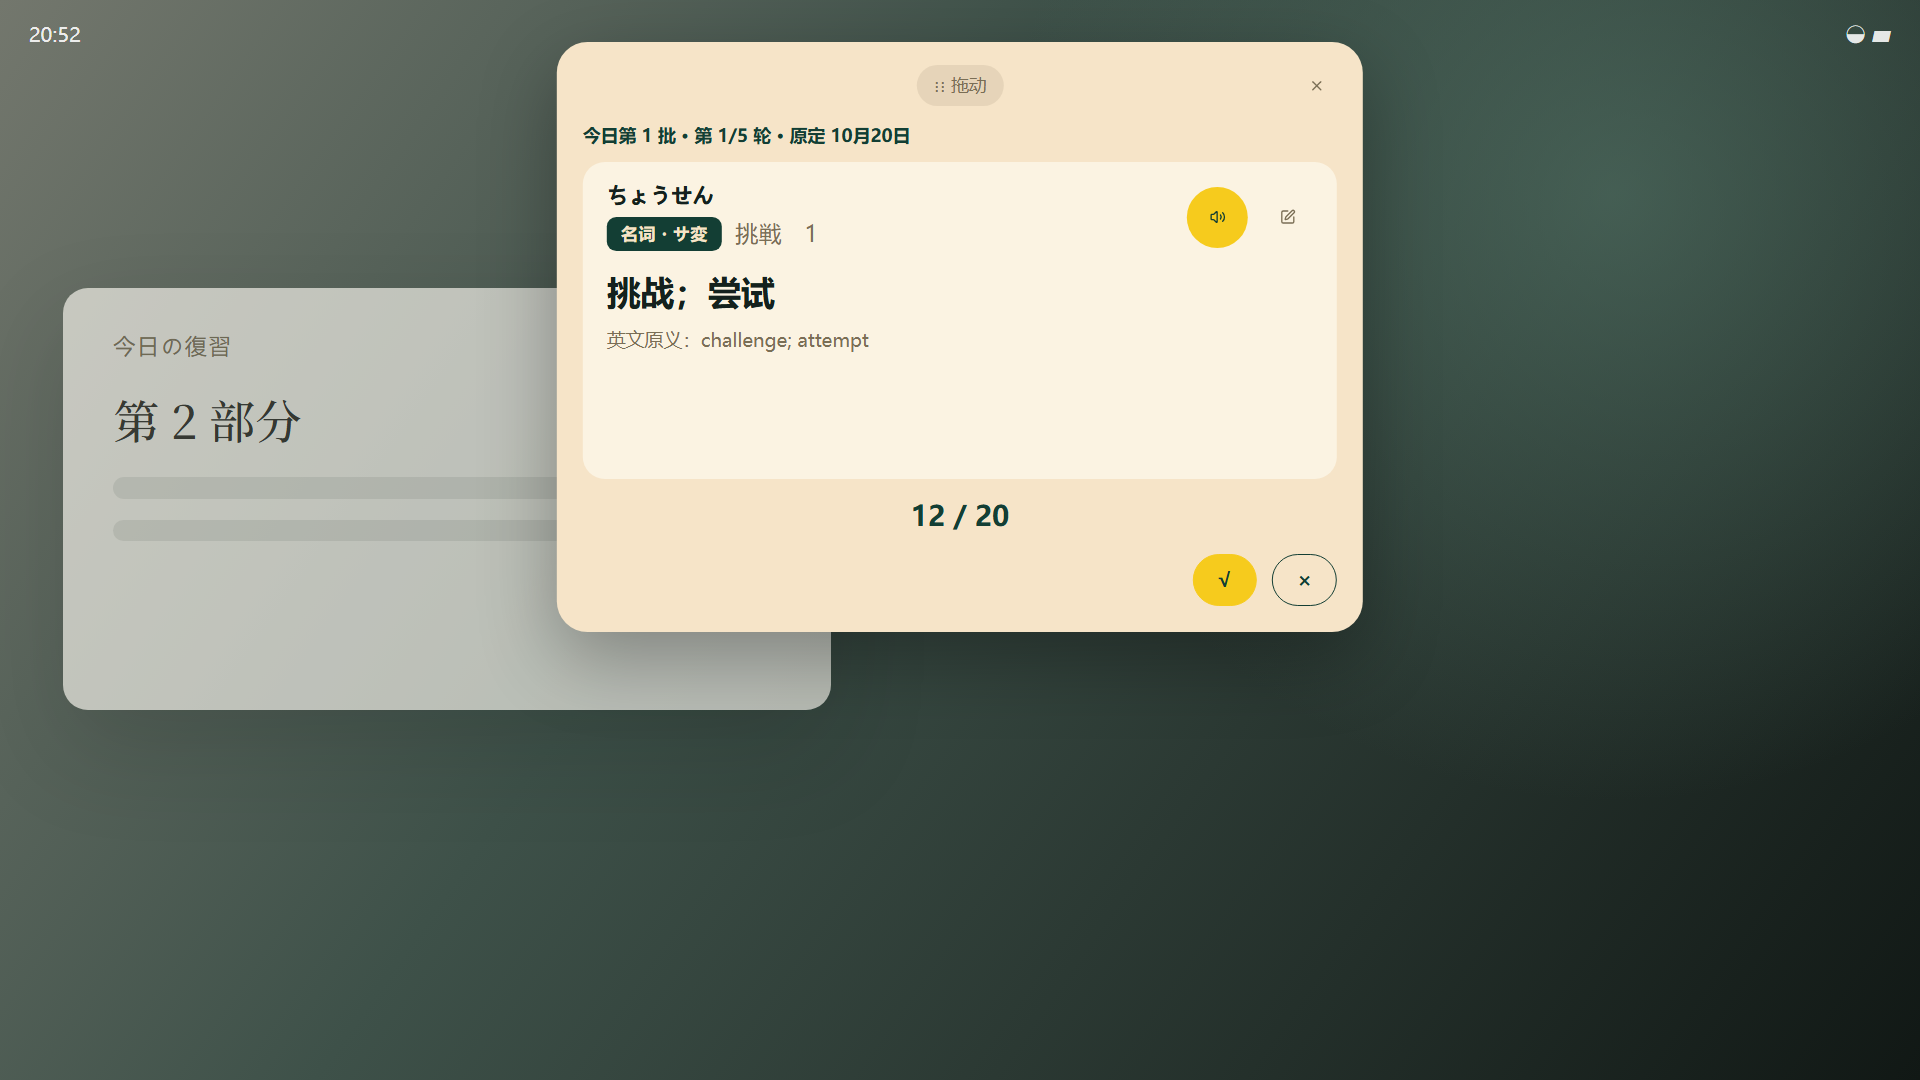 20:52
拖动
×
今日第 1 批・第 1/5 轮・原定 10月20日
ちょうせん
名词・サ変 挑戦 1
挑战；尝试
英文原义：challenge; attempt
12 / 20
√ ×
今日の復習
第 2 部分